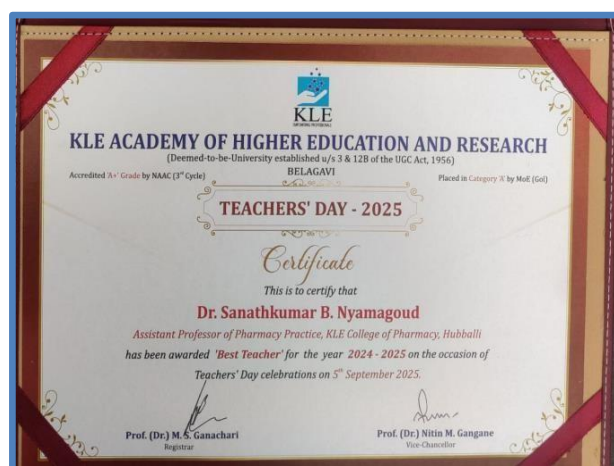 KLE
EMPOWERING PROFESSIONALS
KLE ACADEMY OF HIGHER EDUCATION AND RESEARCH
(Deemed-to-be-University established u/s 3 & 12B of the UGC Act, 1956)
BELAGAVI
Accredited 'A+' Grade by NAAC (3rd Cycle)
Placed in Category 'A' by MoE (GoI)
TEACHERS' DAY - 2025
Certificate
This is to certify that
Dr. Sanathkumar B. Nyamagoud
Assistant Professor of Pharmacy Practice, KLE College of Pharmacy, Hubballi
has been awarded 'Best Teacher' for the year 2024 - 2025 on the occasion of
Teachers' Day celebrations on 5th September 2025.
Prof. (Dr.) M. S. Ganachari
Registrar
Prof. (Dr.) Nitin M. Gangane
Vice-Chancellor